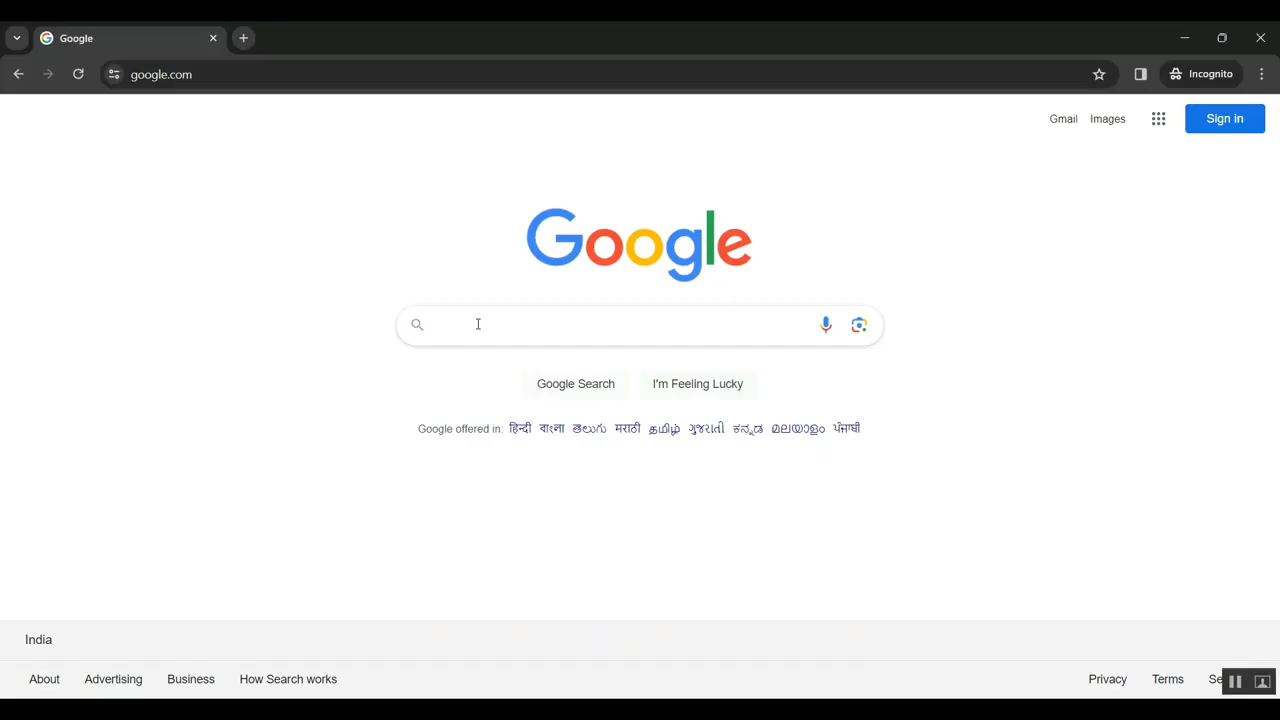 Google
google.com
Incognito
Gmail Images Sign in
Google
Google Search I'm Feeling Lucky
Google offered in: हिन्दी বাংলা తెలుగు मराठी தமிழ் ગુજરાતી ಕನ್ನಡ മലയാളം ਪੰਜਾਬੀ
India
About Advertising Business How Search works Privacy Terms Se